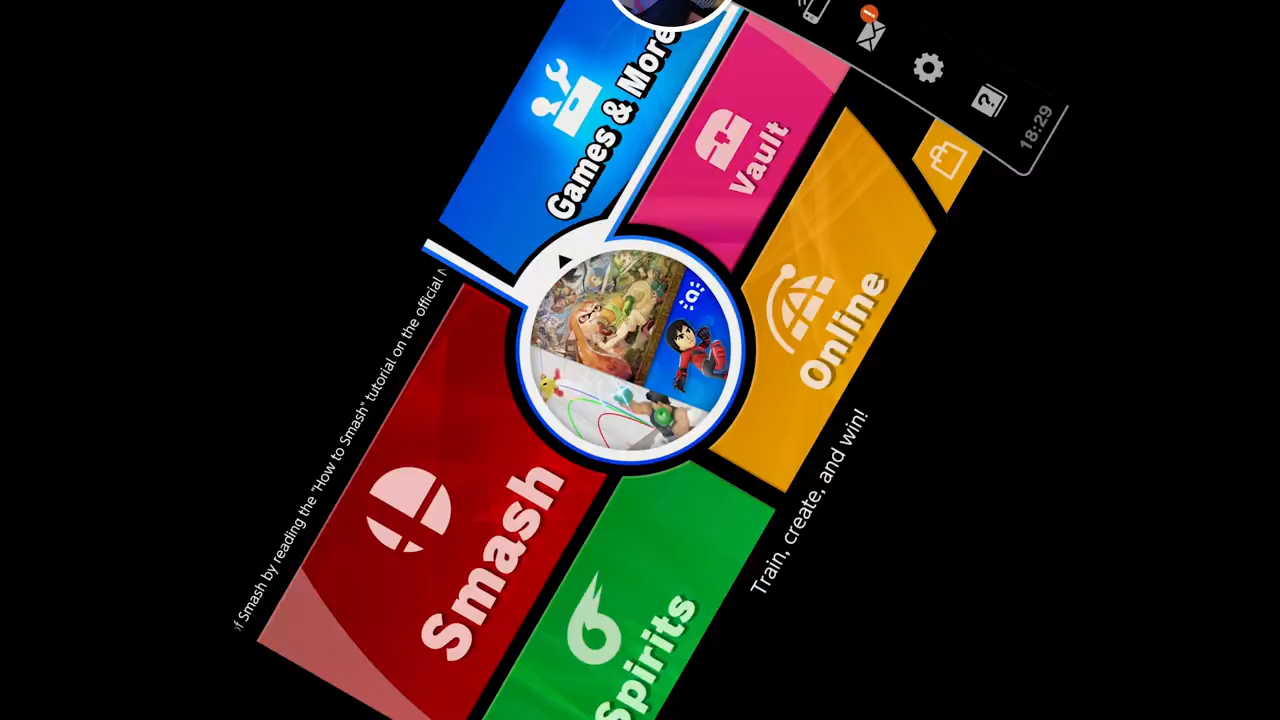 of Smash by reading the "How to Smash" tutorial on the official
Smash
Games & More
Spirits
Vault
Online
Train, create, and win!
18:29